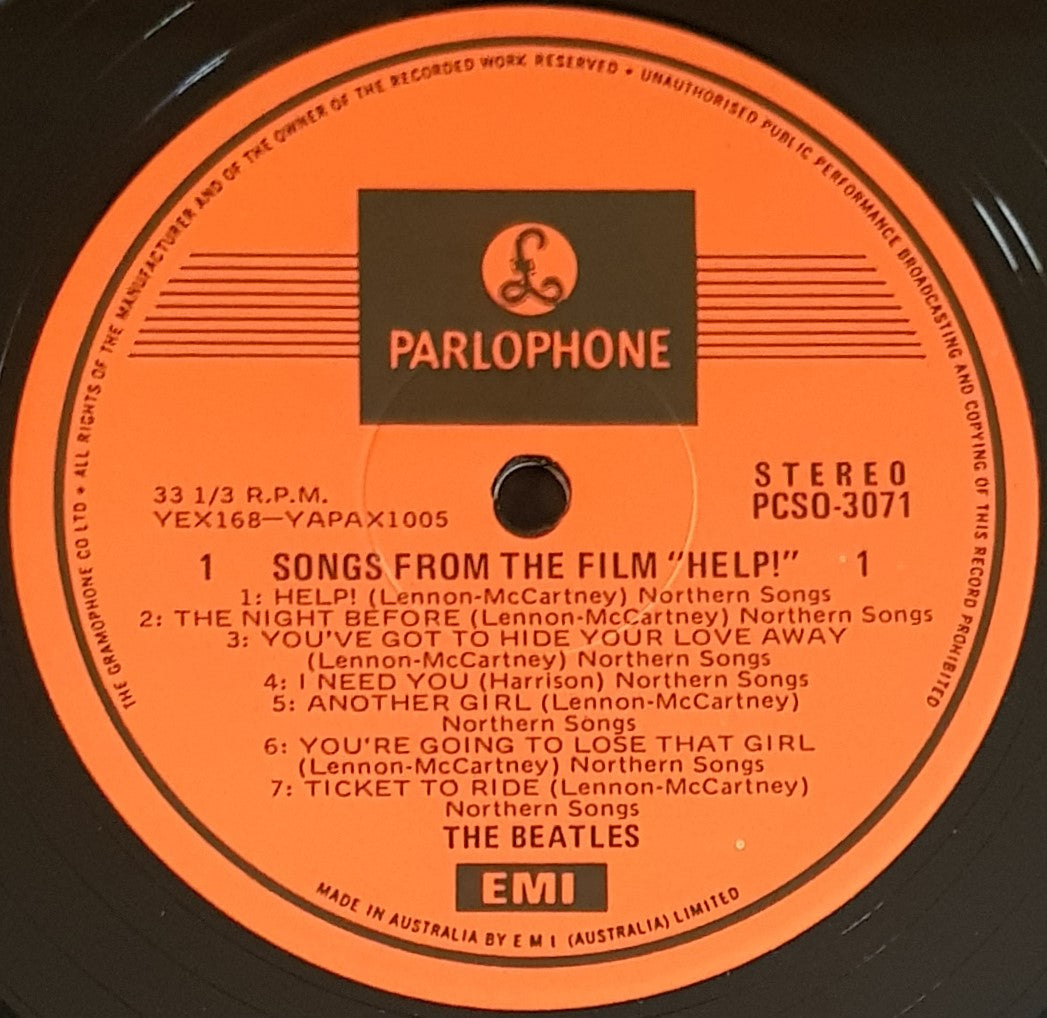 THE GRAMOPHONE CO LTD • ALL RIGHTS OF THE MANUFACTURER AND OF THE OWNER OF THE RECORDED WORK RESERVED • UNAUTHORISED PUBLIC PERFORMANCE BROADCASTING AND COPYING OF THIS RECORD PROHIBITED
£
PARLOPHONE
33 1/3 R.P.M.
YEX168—YAPAX1005
STEREO
PCSO-3071
1 SONGS FROM THE FILM "HELP!" 1
1: HELP! (Lennon-McCartney) Northern Songs
2: THE NIGHT BEFORE (Lennon-McCartney) Northern Songs
3: YOU'VE GOT TO HIDE YOUR LOVE AWAY
(Lennon-McCartney) Northern Songs
4: I NEED YOU (Harrison) Northern Songs
5: ANOTHER GIRL (Lennon-McCartney)
Northern Songs
6: YOU'RE GOING TO LOSE THAT GIRL
(Lennon-McCartney) Northern Songs
7: TICKET TO RIDE (Lennon-McCartney)
Northern Songs
THE BEATLES
EMI
MADE IN AUSTRALIA BY E M I (AUSTRALIA) LIMITED